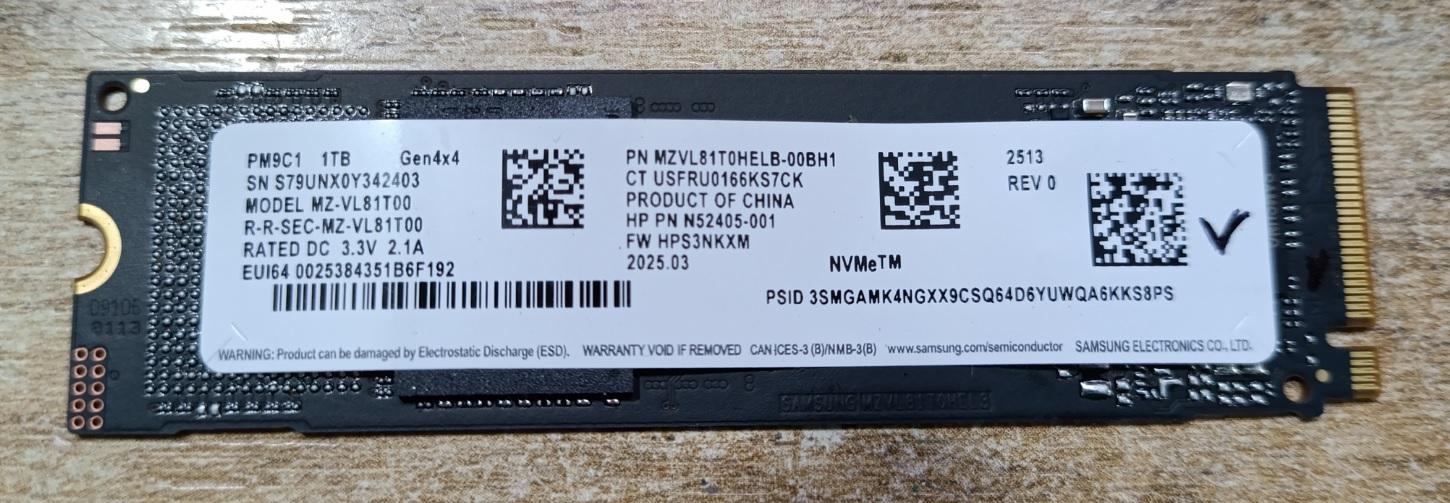 PM9C1 1TB Gen4x4
SN S79UNX0Y342403
MODEL MZ-VL81T00
R-R-SEC-MZ-VL81T00
RATED DC 3.3V 2.1A
EUI64 0025384351B6F192
PN MZVL81T0HELB-00BH1
CT USFRU0166KS7CK
PRODUCT OF CHINA
HP PN N52405-001
FW HPS3NKXM
2025.03
NVMe™
2513
REV 0
PSID 3SMGAMK4NGXX9CSQ64D6YUWQA6KKS8PS
WARNING: Product can be damaged by Electrostatic Discharge (ESD). WARRANTY VOID IF REMOVED CAN ICES-3 (B)/NMB-3(B) www.samsung.com/semiconductor SAMSUNG ELECTRONICS CO., LTD.
0113
SAMSUNG